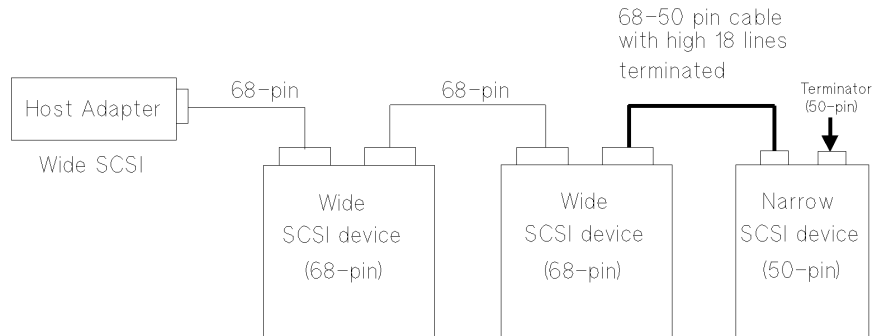 68-50 pin cable
with high 18 lines
terminated
Terminator
(50-pin)
68-pin
68-pin
Host Adapter
Wide SCSI
Wide
SCSI device
(68-pin)
Wide
SCSI device
(68-pin)
Narrow
SCSI device
(50-pin)